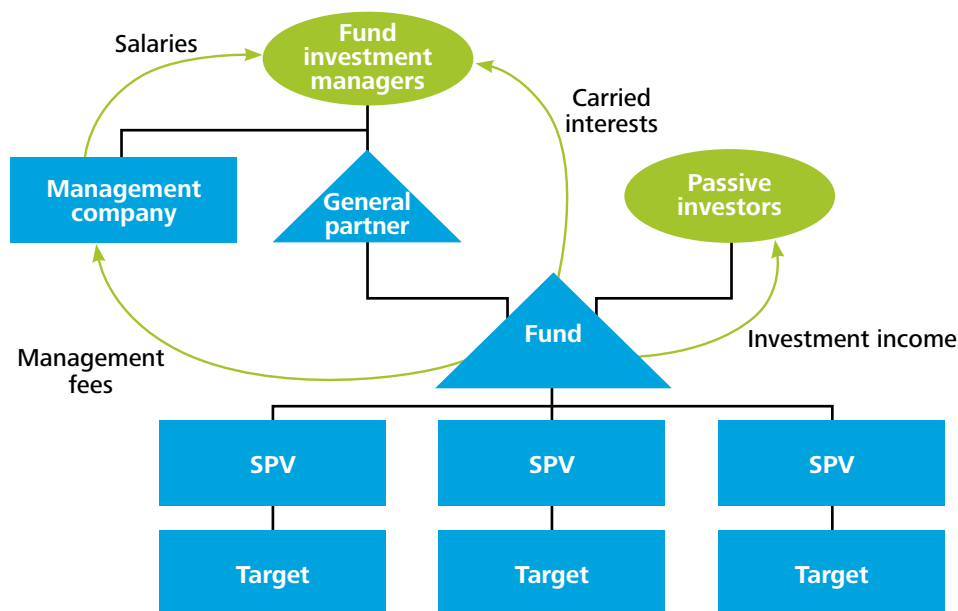 Salaries
Fund
investment
managers
Carried
interests
Management
company
General
partner
Passive
investors
Management
fees
Fund
Investment income
SPV
SPV
SPV
Target
Target
Target